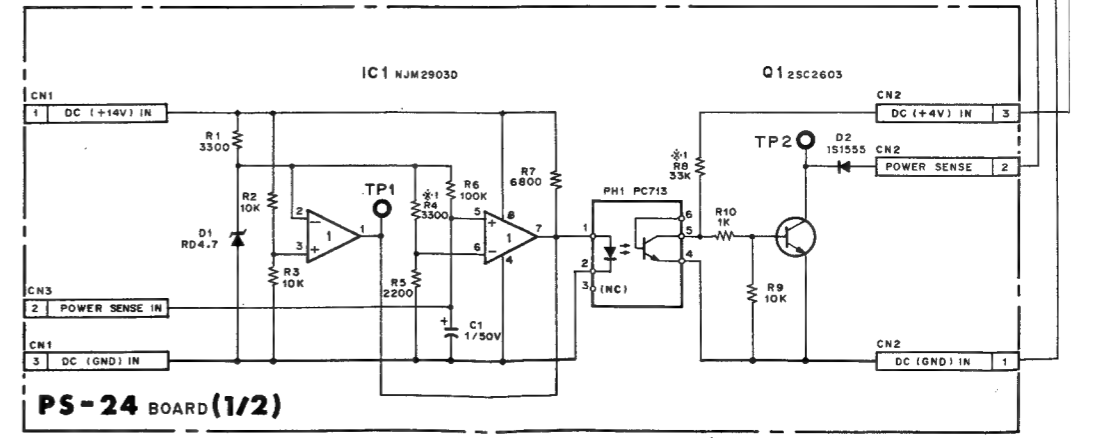 IC1 NJM2903D
Q1 2SC2603
CN1
1 DC (+14V) IN
CN2
DC (+4V) IN 3
R1
3300
R7
6800
※1
R8
33K
TP2
D2
1S1555
CN2
POWER SENSE 2
R2
10K
TP1
※1
R4
3300
R6
100K
PH1 PC713
D1
RD4.7
2
−
3
+
1
1
5
+
6
−
8
1
7
4
1
2
3 (NC)
6
5
4
R10
1K
R3
10K
R5
2200
R9
10K
CN3
2 POWER SENSE IN
+
C1
1/50V
CN1
3 DC (GND) IN
CN2
DC (GND) IN 1
PS-24 BOARD (1/2)